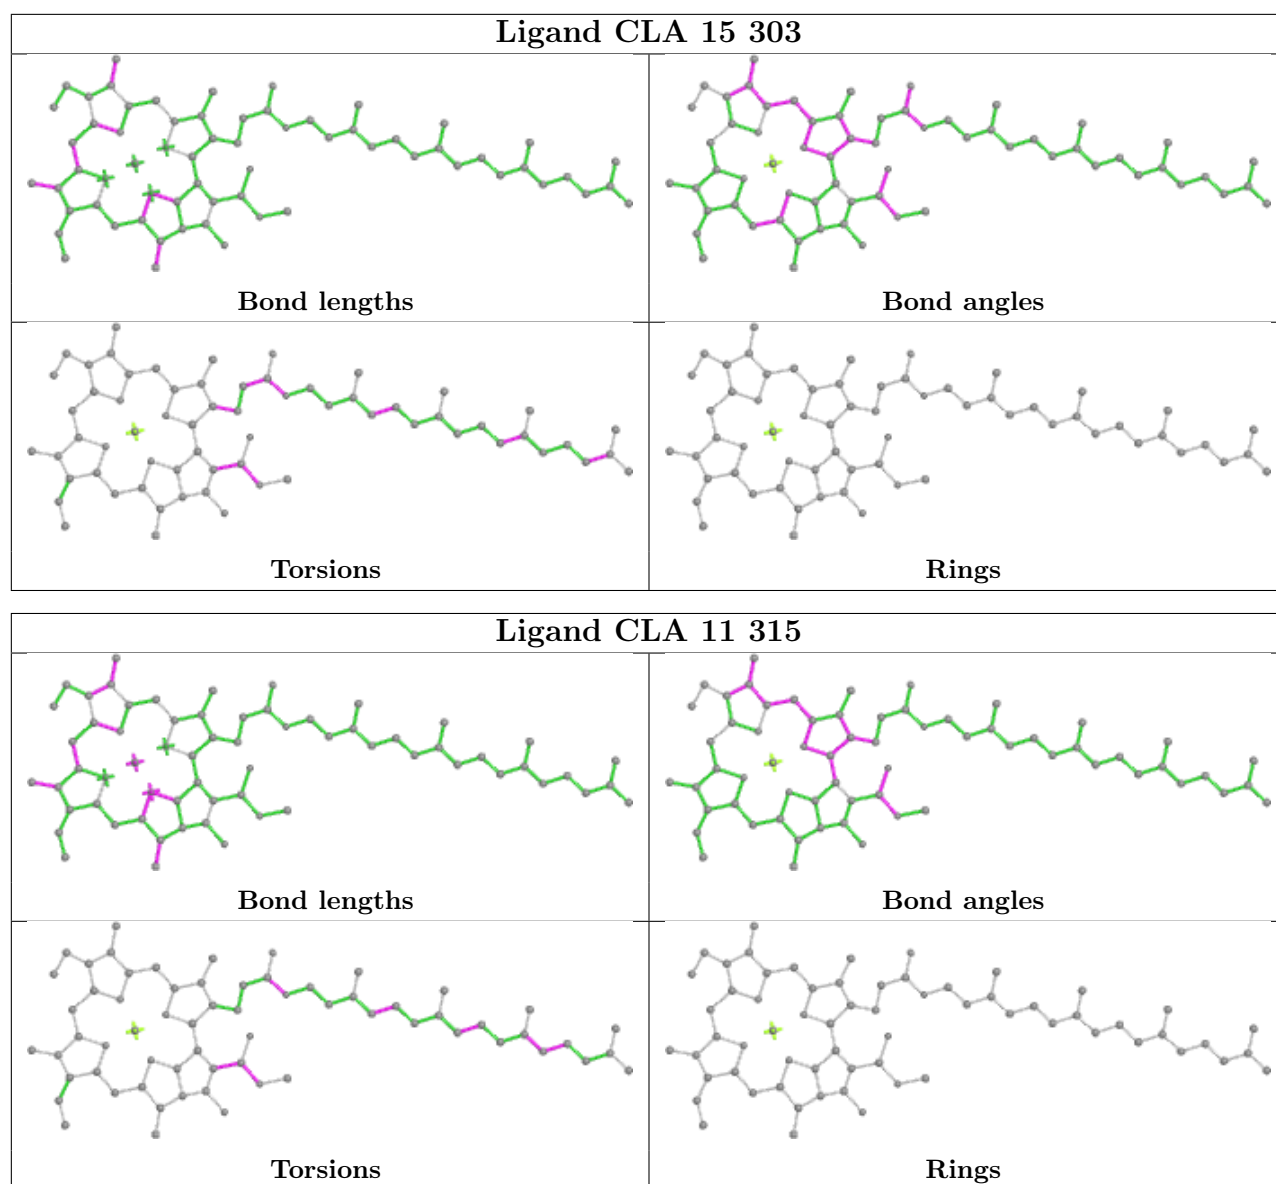 Ligand CLA 15 303
Bond lengths
Bond angles
Torsions
Rings
Ligand CLA 11 315
Bond lengths
Bond angles
Torsions
Rings